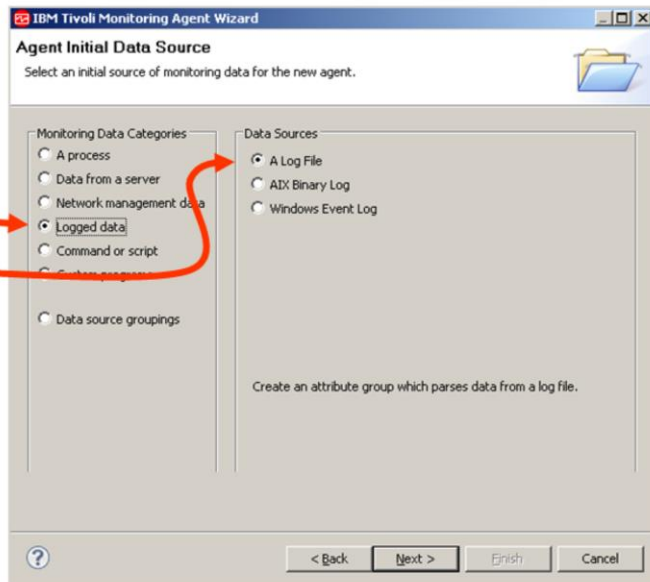 IBM Tivoli Monitoring Agent Wizard
Agent Initial Data Source
Select an initial source of monitoring data for the new agent.
Monitoring Data Categories
A process
Data from a server
Network management data
Logged data
Command or script
Data source groupings
Data Sources
A Log File
AIX Binary Log
Windows Event Log
Create an attribute group which parses data from a log file.
?
< Back
Next >
Finish
Cancel